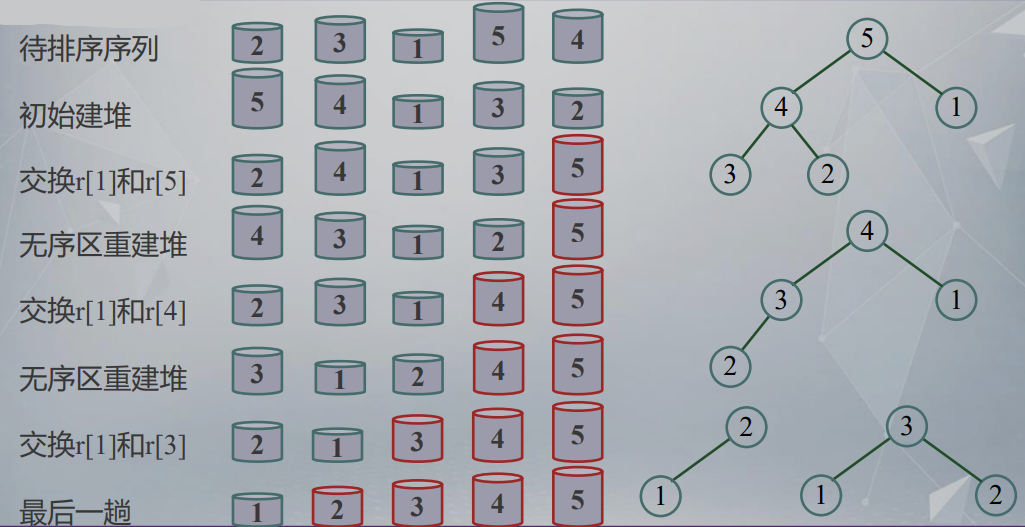 待排序序列 2 3 1 5 4
初始建堆 5 4 1 3 2
交换r[1]和r[5] 2 4 1 3 5
无序区重建堆 4 3 1 2 5
交换r[1]和r[4] 2 3 1 4 5
无序区重建堆 3 1 2 4 5
交换r[1]和r[3] 2 1 3 4 5
最后一趟 1 2 3 4 5
5
4 1
3 2
4
3 1
2
2 3
1 1 2